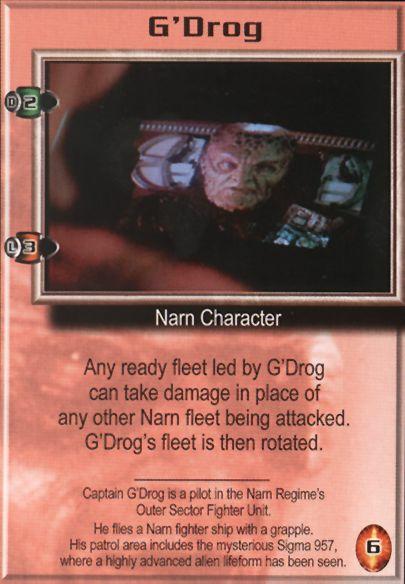 G'Drog
D 2
L 3
Narn Character
Any ready fleet led by G'Drog
can take damage in place of
any other Narn fleet being attacked.
G'Drog's fleet is then rotated.
Captain G'Drog is a pilot in the Narn Regime's
Outer Sector Fighter Unit.
He flies a Narn fighter ship with a grapple.
His patrol area includes the mysterious Sigma 957,
where a highly advanced alien lifeform has been seen.
6